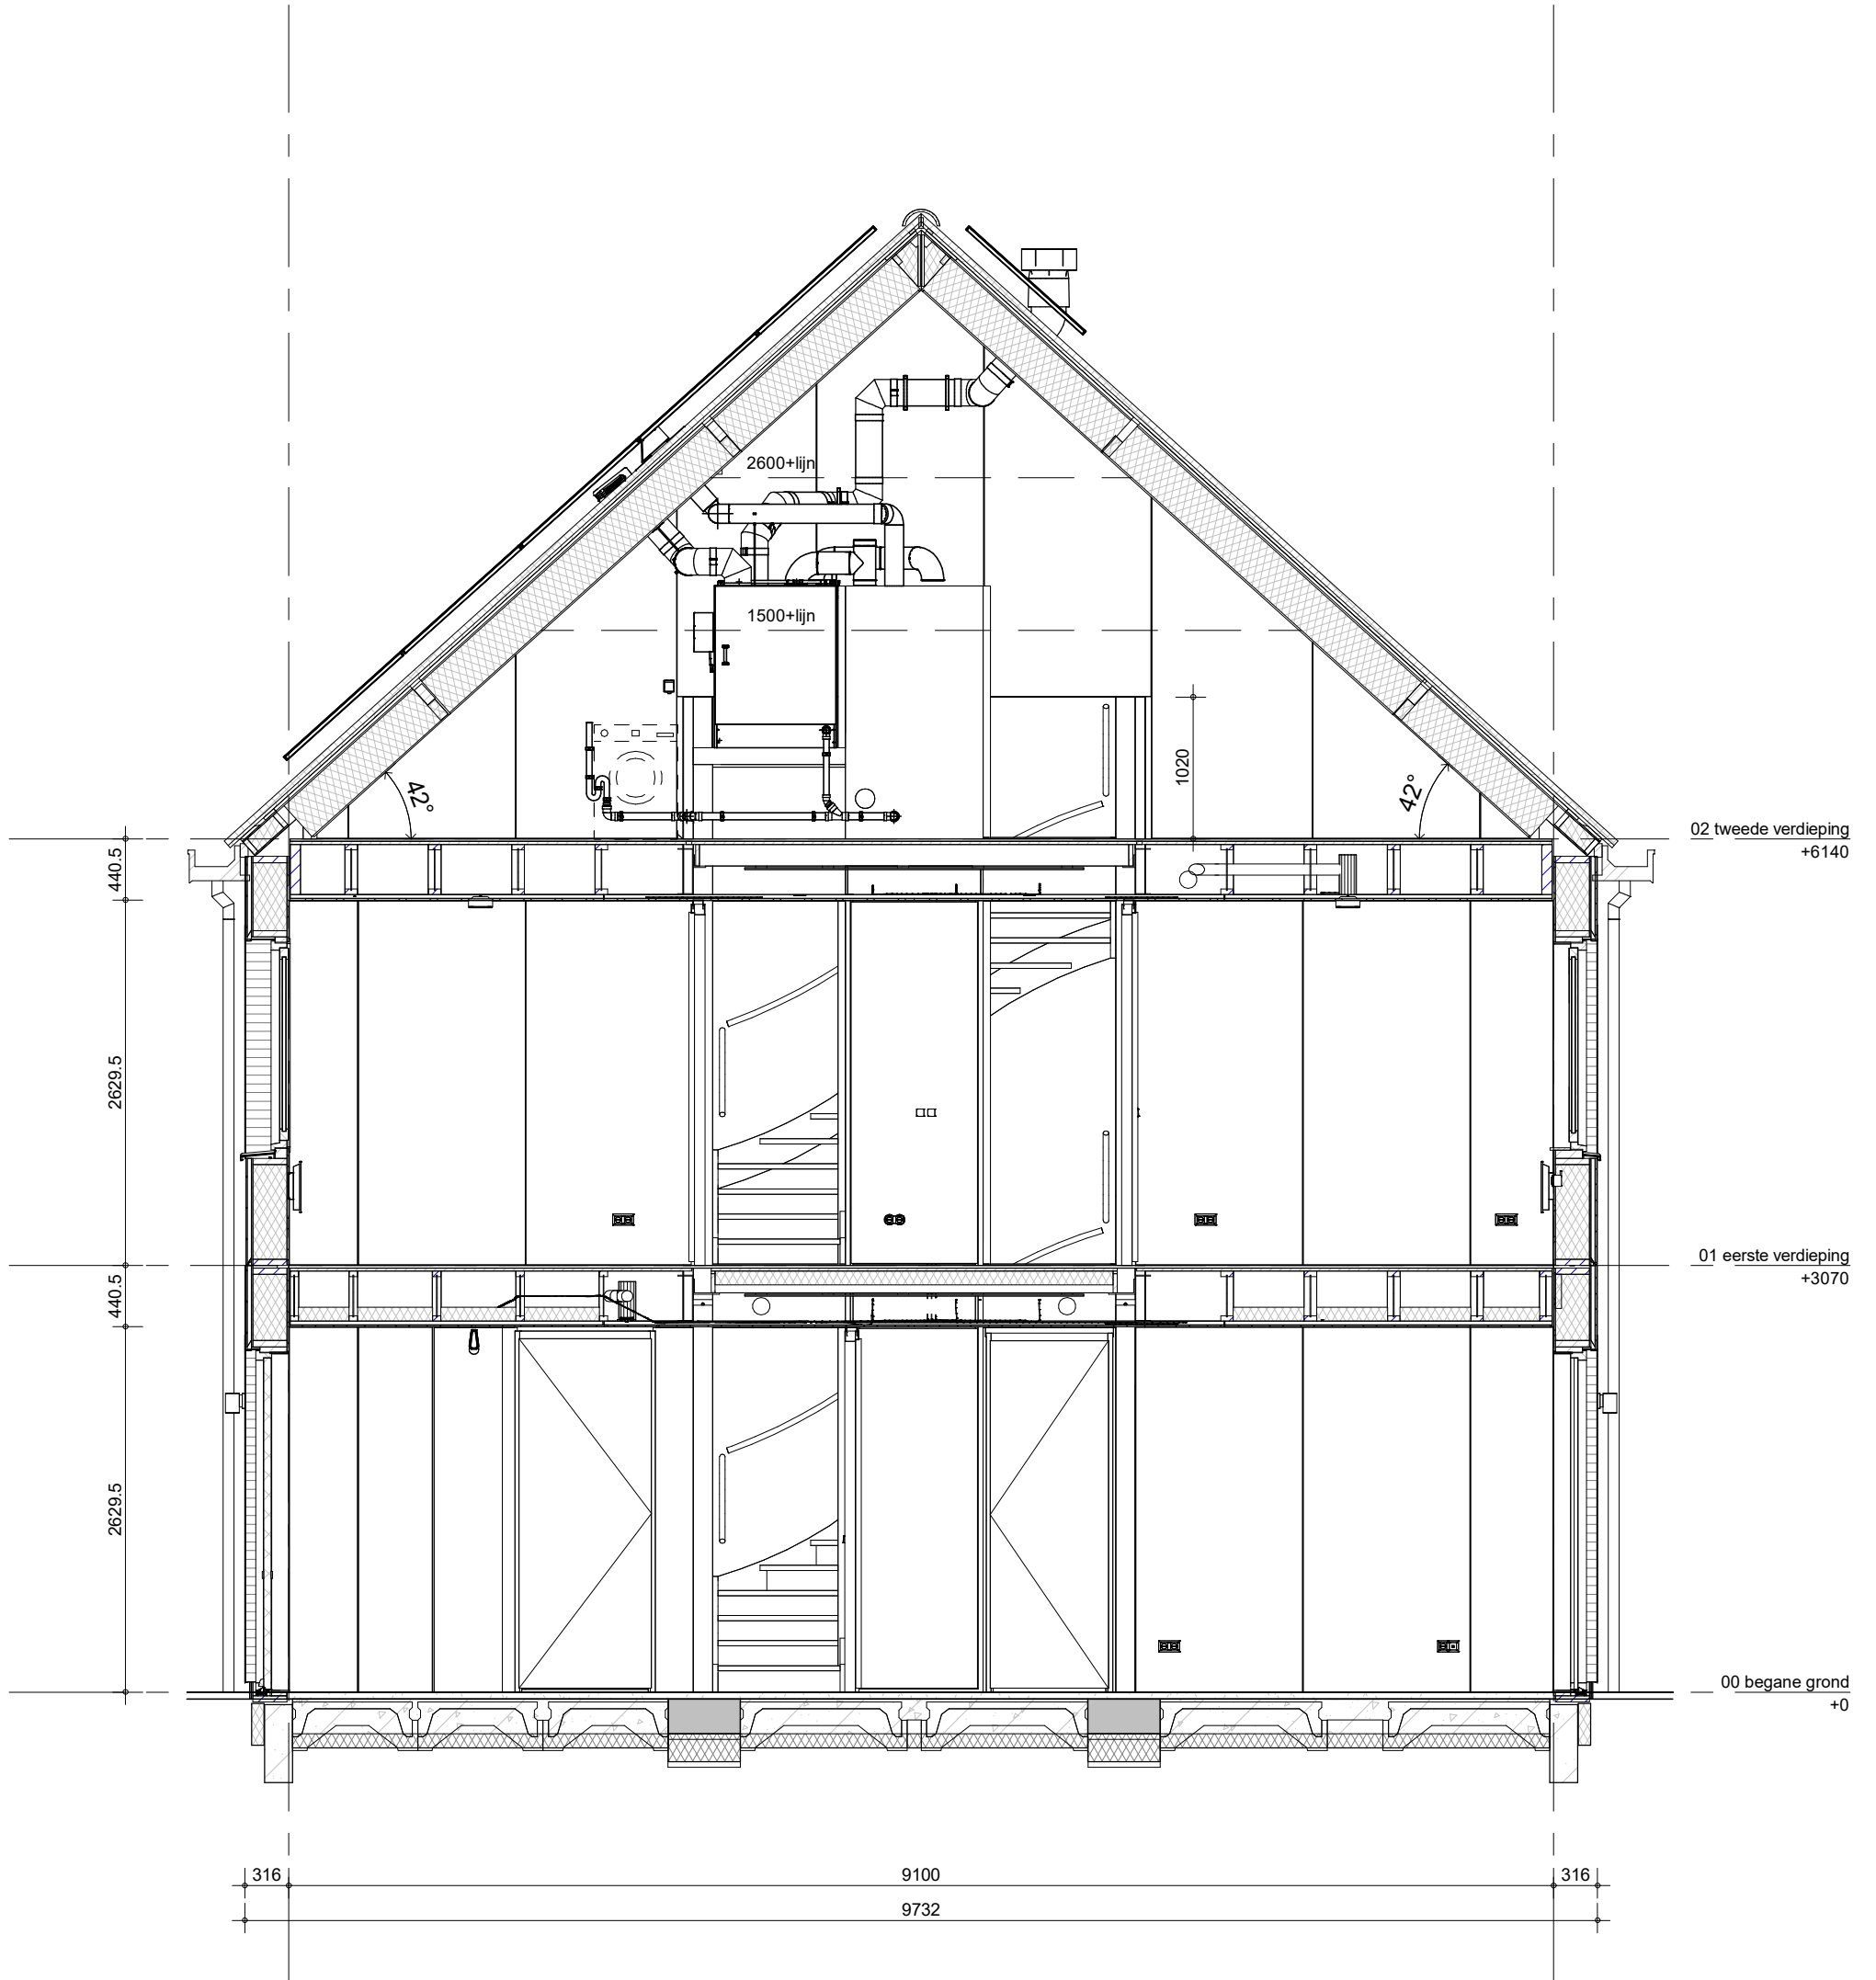 2600+lijn
1500+lijn
1020
42°
42°
02 tweede verdieping
+6140
440.5
2629.5
01 eerste verdieping
+3070
440.5
2629.5
00 begane grond
+0
316
9100
316
9732